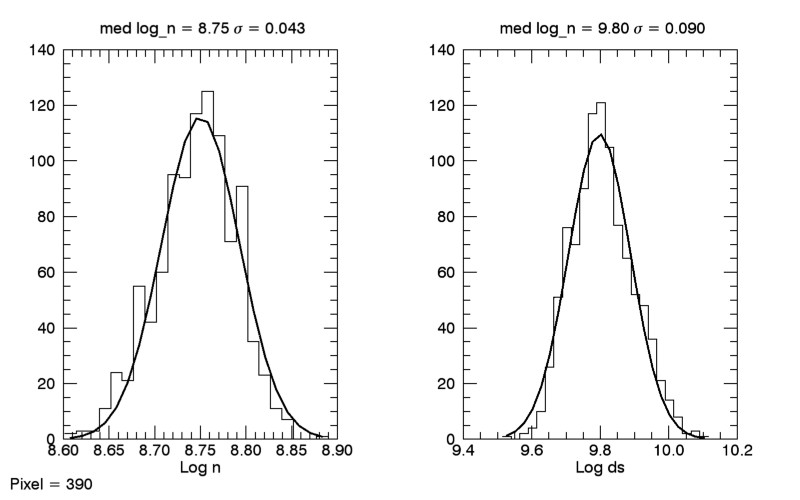 med log_n = 8.75 σ = 0.043
140
120
100
80
60
40
20
0
8.60 8.65 8.70 8.75 8.80 8.85 8.90
Log n
med log_n = 9.80 σ = 0.090
140
120
100
80
60
40
20
0
9.4 9.6 9.8 10.0 10.2
Log ds
Pixel = 390